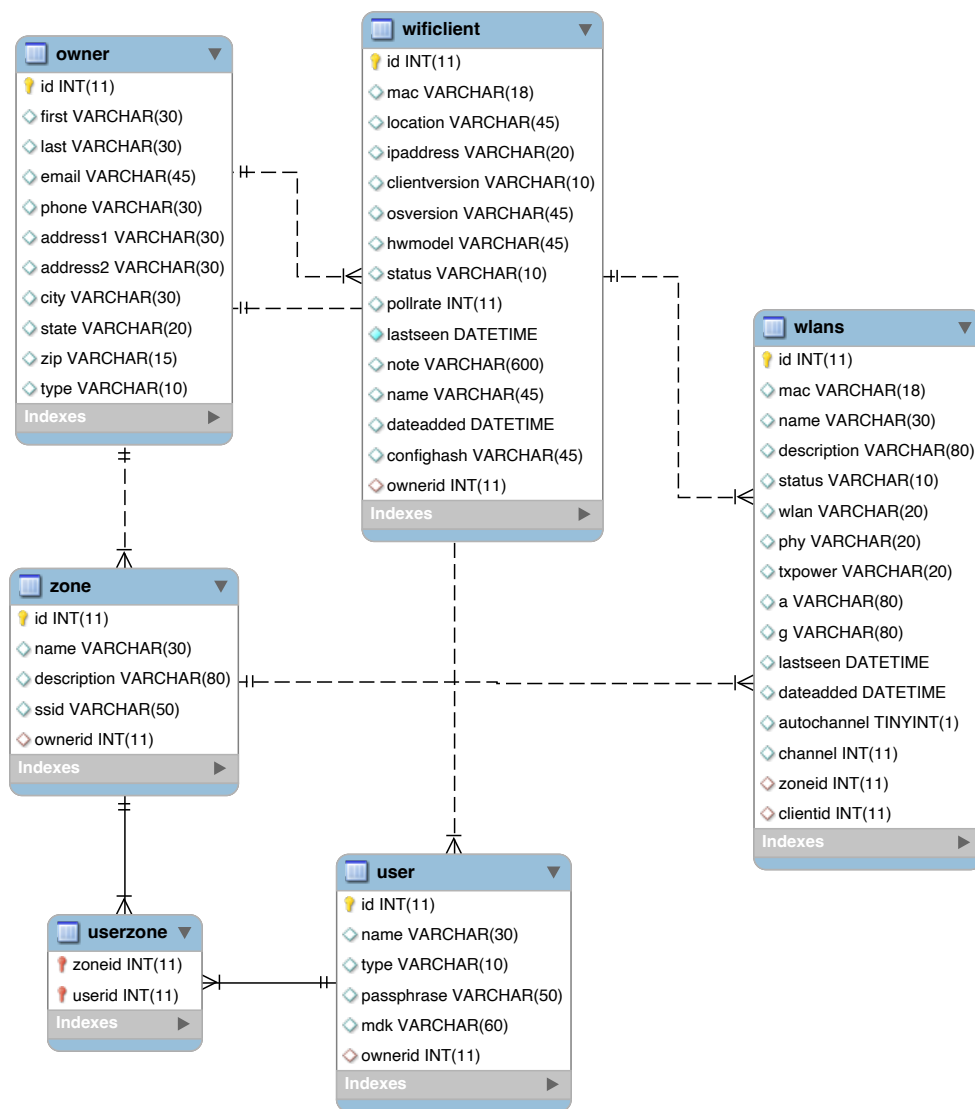 owner
id INT(11)
first VARCHAR(30)
last VARCHAR(30)
email VARCHAR(45)
phone VARCHAR(30)
address1 VARCHAR(30)
address2 VARCHAR(30)
city VARCHAR(30)
state VARCHAR(20)
zip VARCHAR(15)
type VARCHAR(10)
Indexes
wificlient
id INT(11)
mac VARCHAR(18)
location VARCHAR(45)
ipaddress VARCHAR(20)
clientversion VARCHAR(10)
osversion VARCHAR(45)
hwmodel VARCHAR(45)
status VARCHAR(10)
pollrate INT(11)
lastseen DATETIME
note VARCHAR(600)
name VARCHAR(45)
dateadded DATETIME
confighash VARCHAR(45)
ownerid INT(11)
Indexes
wlans
id INT(11)
mac VARCHAR(18)
name VARCHAR(30)
description VARCHAR(80)
status VARCHAR(10)
wlan VARCHAR(20)
phy VARCHAR(20)
txpower VARCHAR(20)
a VARCHAR(80)
g VARCHAR(80)
lastseen DATETIME
dateadded DATETIME
autochannel TINYINT(1)
channel INT(11)
zoneid INT(11)
clientid INT(11)
Indexes
zone
id INT(11)
name VARCHAR(30)
description VARCHAR(80)
ssid VARCHAR(50)
ownerid INT(11)
Indexes
userzone
zoneid INT(11)
userid INT(11)
Indexes
user
id INT(11)
name VARCHAR(30)
type VARCHAR(10)
passphrase VARCHAR(50)
mdk VARCHAR(60)
ownerid INT(11)
Indexes